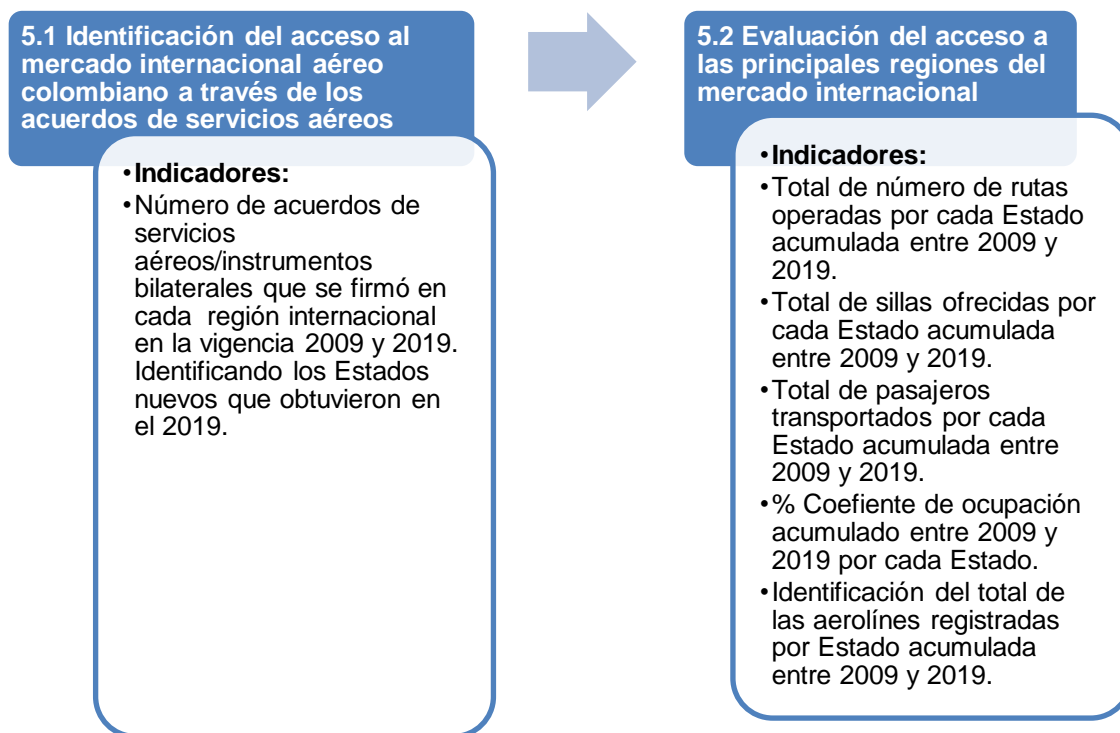 5.1 Identificación del acceso al
mercado internacional aéreo
colombiano a través de los
acuerdos de servicios aéreos
•Indicadores:
•Número de acuerdos de
servicios
aéreos/instrumentos
bilaterales que se firmó en
cada región internacional
en la vigencia 2009 y 2019.
Identificando los Estados
nuevos que obtuvieron en
el 2019.
5.2 Evaluación del acceso a
las principales regiones del
mercado internacional
•Indicadores:
•Total de número de rutas
operadas por cada Estado
acumulada entre 2009 y
2019.
•Total de sillas ofrecidas por
cada Estado acumulada
entre 2009 y 2019.
•Total de pasajeros
transportados por cada
Estado acumulada entre
2009 y 2019.
•% Coefiente de ocupación
acumulado entre 2009 y
2019 por cada Estado.
•Identificación del total de
las aerolínes registradas
por Estado acumulada
entre 2009 y 2019.